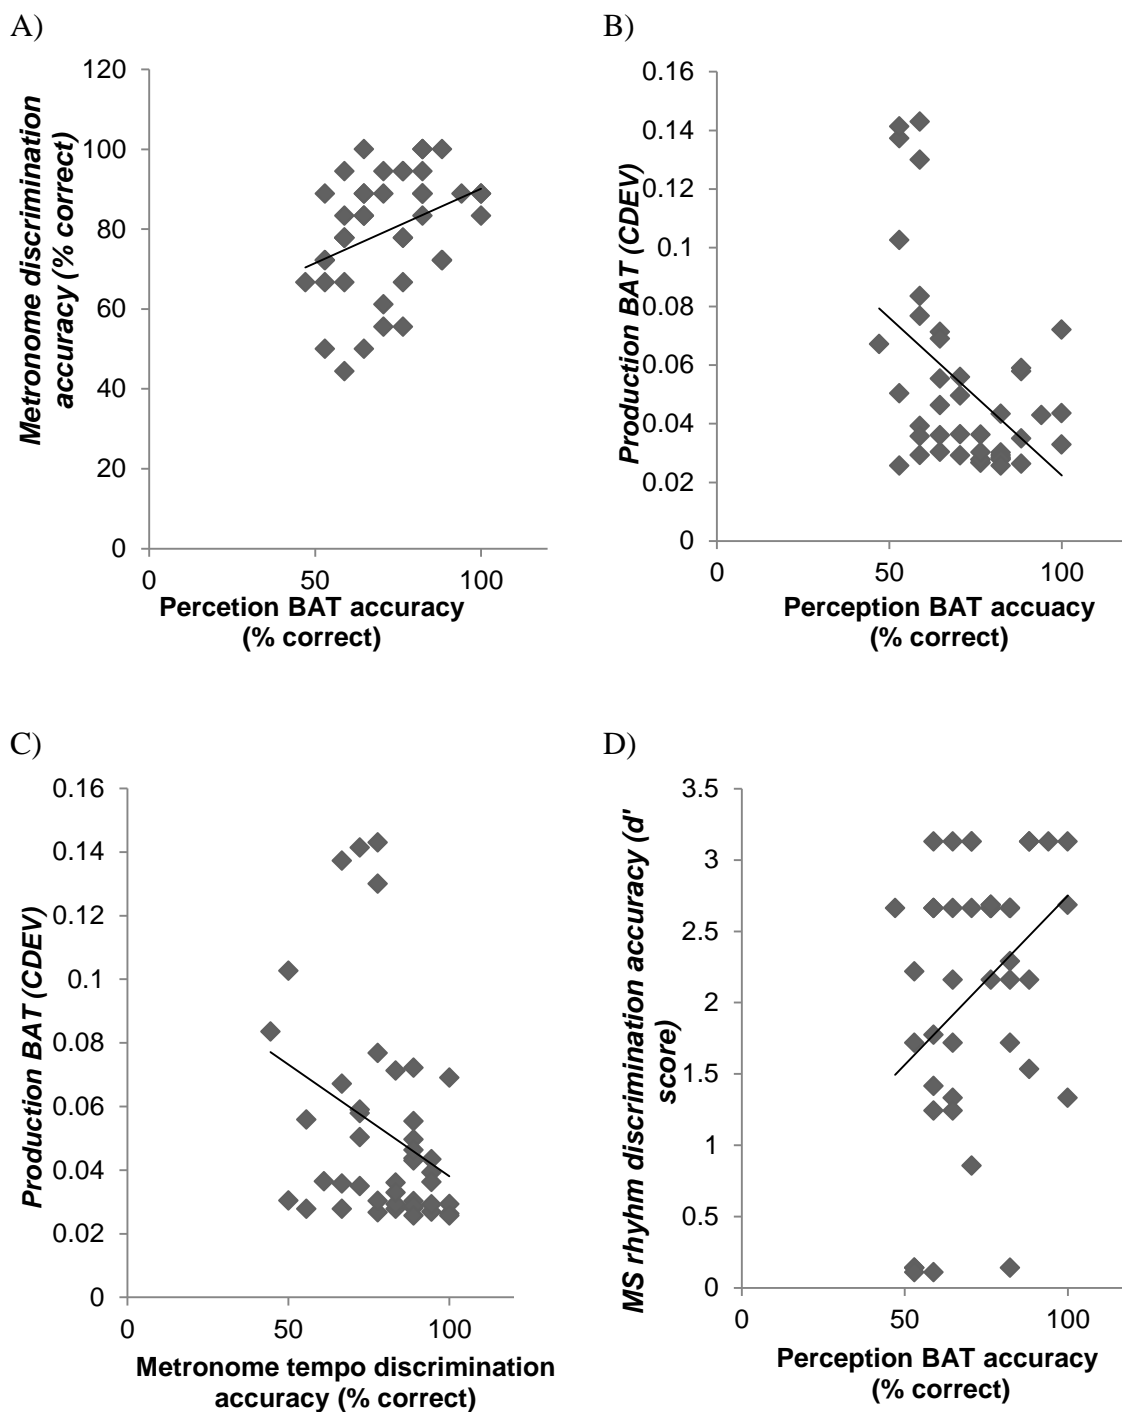 A)
120
100
80
60
40
20
0
0
50
100
Metronome discrimination
accuracy (% correct)
Percetion BAT accuracy
(% correct)
B)
0.16
0.14
0.12
0.1
0.08
0.06
0.04
0.02
0
0
50
100
Production BAT (CDEV)
Perception BAT accuacy
(% correct)
C)
0.16
0.14
0.12
0.1
0.08
0.06
0.04
0.02
0
0
50
100
Production BAT (CDEV)
Metronome tempo discrimination
accuracy (% correct)
D)
3.5
3
2.5
2
1.5
1
0.5
0
0
50
100
MS rhyhm discrimination accuracy (d'
score)
Perception BAT accuracy
(% correct)